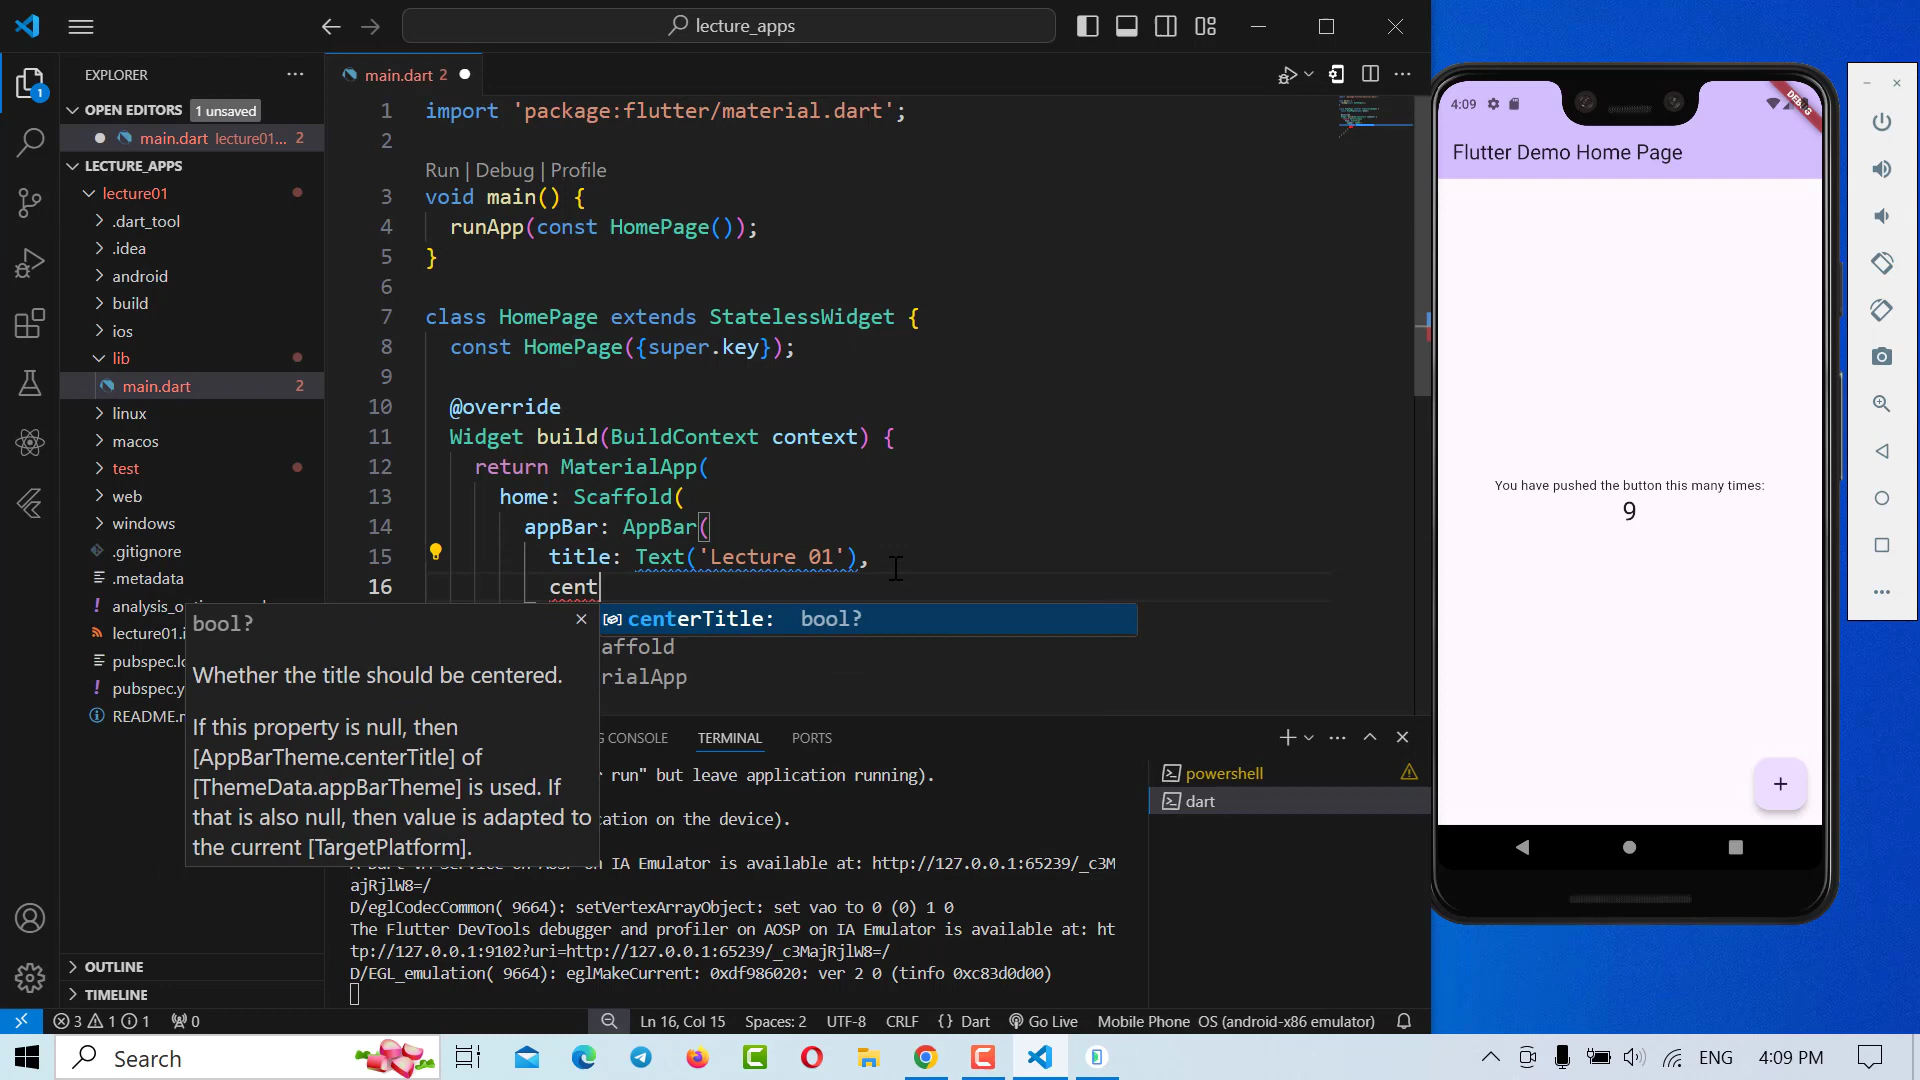 lecture_apps
EXPLORER
OPEN EDITORS 1 unsaved
main.dart lecture01... 2
LECTURE_APPS
lecture01
.dart_tool
.idea
android
build
ios
lib
main.dart 2
linux
macos
test
web
windows
.gitignore
.metadata
analysis_o
lecture01.i
pubspec.lo
pubspec.y
README.m
OUTLINE
TIMELINE
main.dart 2
1 import 'package:flutter/material.dart';
2
Run | Debug | Profile
3 void main() {
4 runApp(const HomePage());
5 }
6
7 class HomePage extends StatelessWidget {
8 const HomePage({super.key});
9
10 @override
11 Widget build(BuildContext context) {
12 return MaterialApp(
13 home: Scaffold(
14 appBar: AppBar(
15 title: Text('Lecture 01'),
16 cent
centerTitle: bool?
affold
rialApp
bool?
Whether the title should be centered.
If this property is null, then
[AppBarTheme.centerTitle] of
[ThemeData.appBarTheme] is used. If
that is also null, then value is adapted to
the current [TargetPlatform].
G CONSOLE TERMINAL PORTS
r run" but leave application running).
ation on the device).
IA Emulator is available at: http://127.0.0.1:65239/_c3M
ajRjlW8=/
D/eglCodecCommon( 9664): setVertexArrayObject: set vao to 0 (0) 1 0
The Flutter DevTools debugger and profiler on AOSP on IA Emulator is available at: ht
tp://127.0.0.1:9102?uri=http://127.0.0.1:65239/_c3MajRjlW8=/
D/EGL_emulation( 9664): eglMakeCurrent: 0xdf986020: ver 2 0 (tinfo 0xc83d0d00)
powershell
dart
3 1 1 0
Ln 16, Col 15 Spaces: 2 UTF-8 CRLF {} Dart Go Live Mobile Phone OS (android-x86 emulator)
4:09
DEBUG
Flutter Demo Home Page
You have pushed the button this many times:
9
+
Search
ENG 4:09 PM